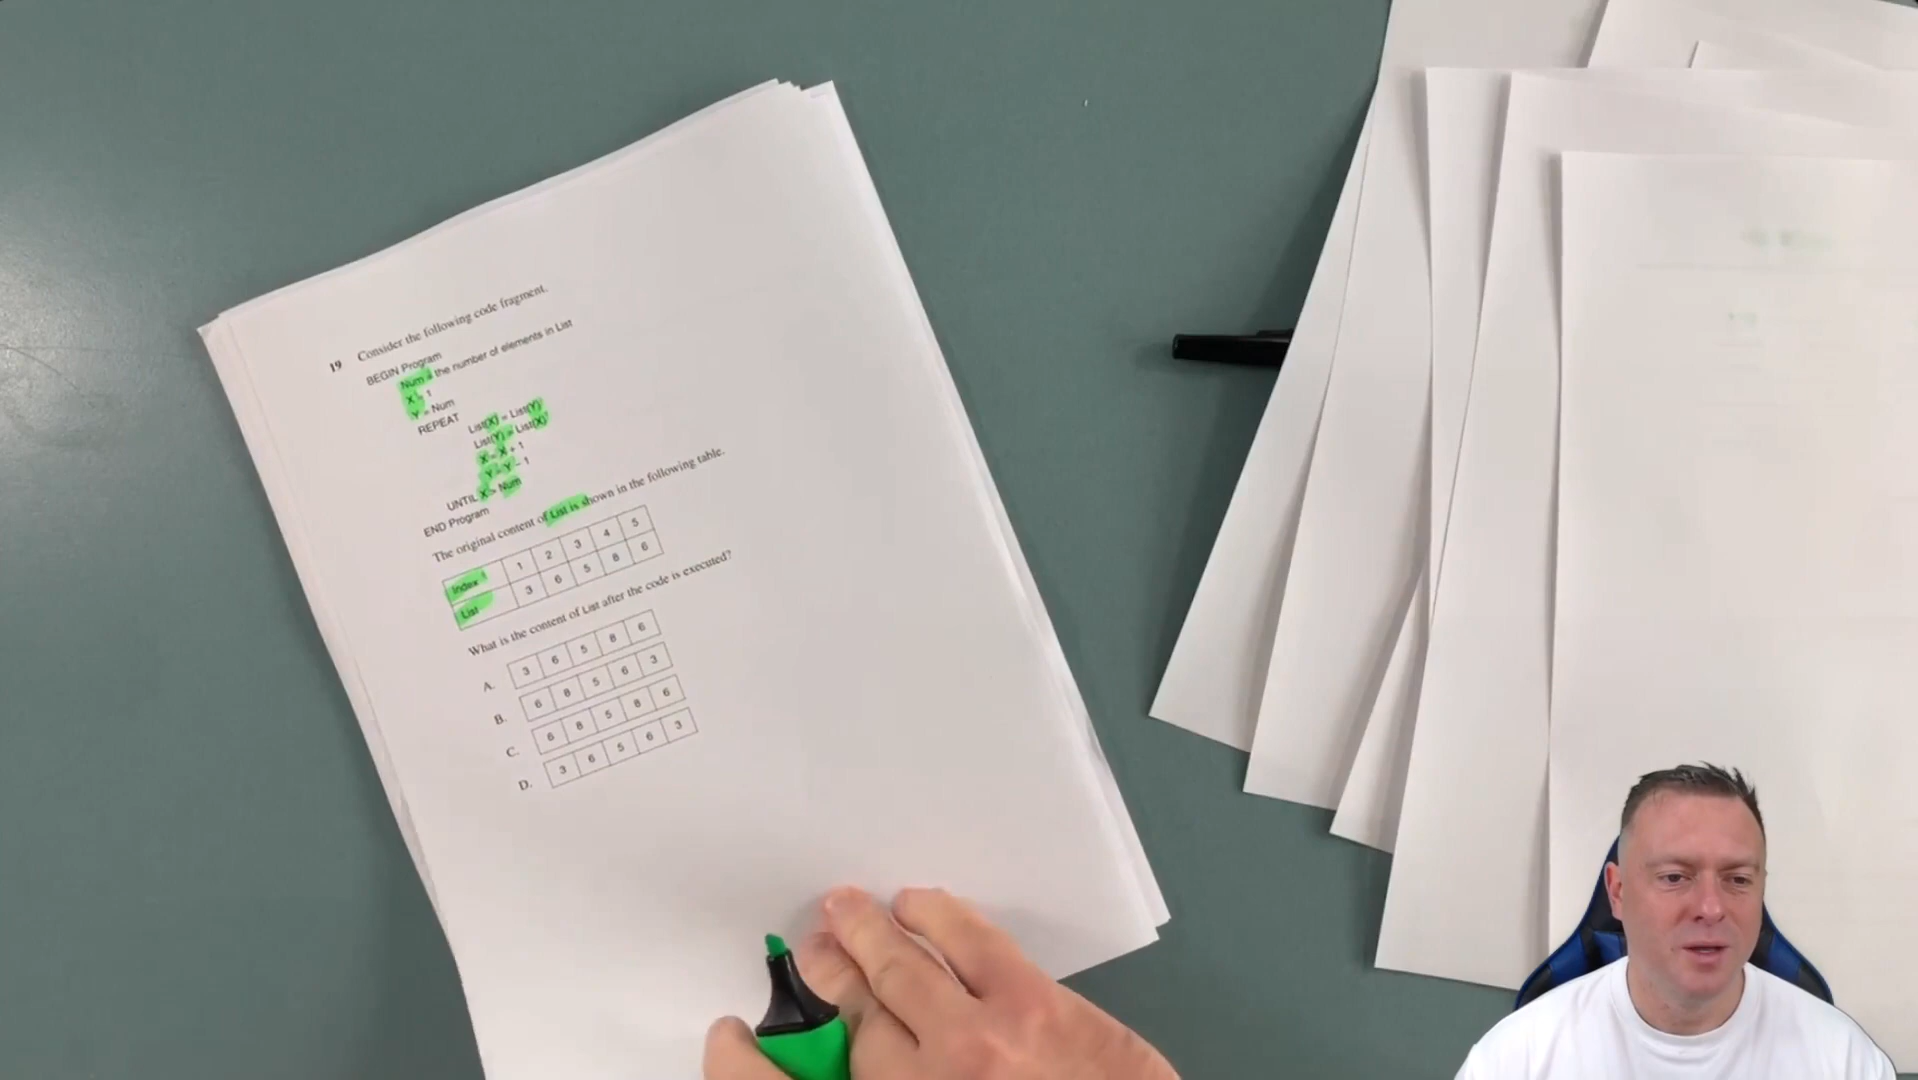 19 Consider the following code fragment.
BEGIN Program
Num = the number of elements in List
X = 1
Y = Num
REPEAT
List(X) = List(Y)
List(Y) = List(X)
X = X + 1
Y = Y - 1
UNTIL X > Num
END Program
The original content of List is shown in the following table.
Index 1 2 3 4 5
List 3 6 5 8 6
What is the content of List after the code is executed?
A. 3 6 5 8 6
B. 6 8 5 6 3
C. 6 8 5 8 6
D. 3 6 5 6 3